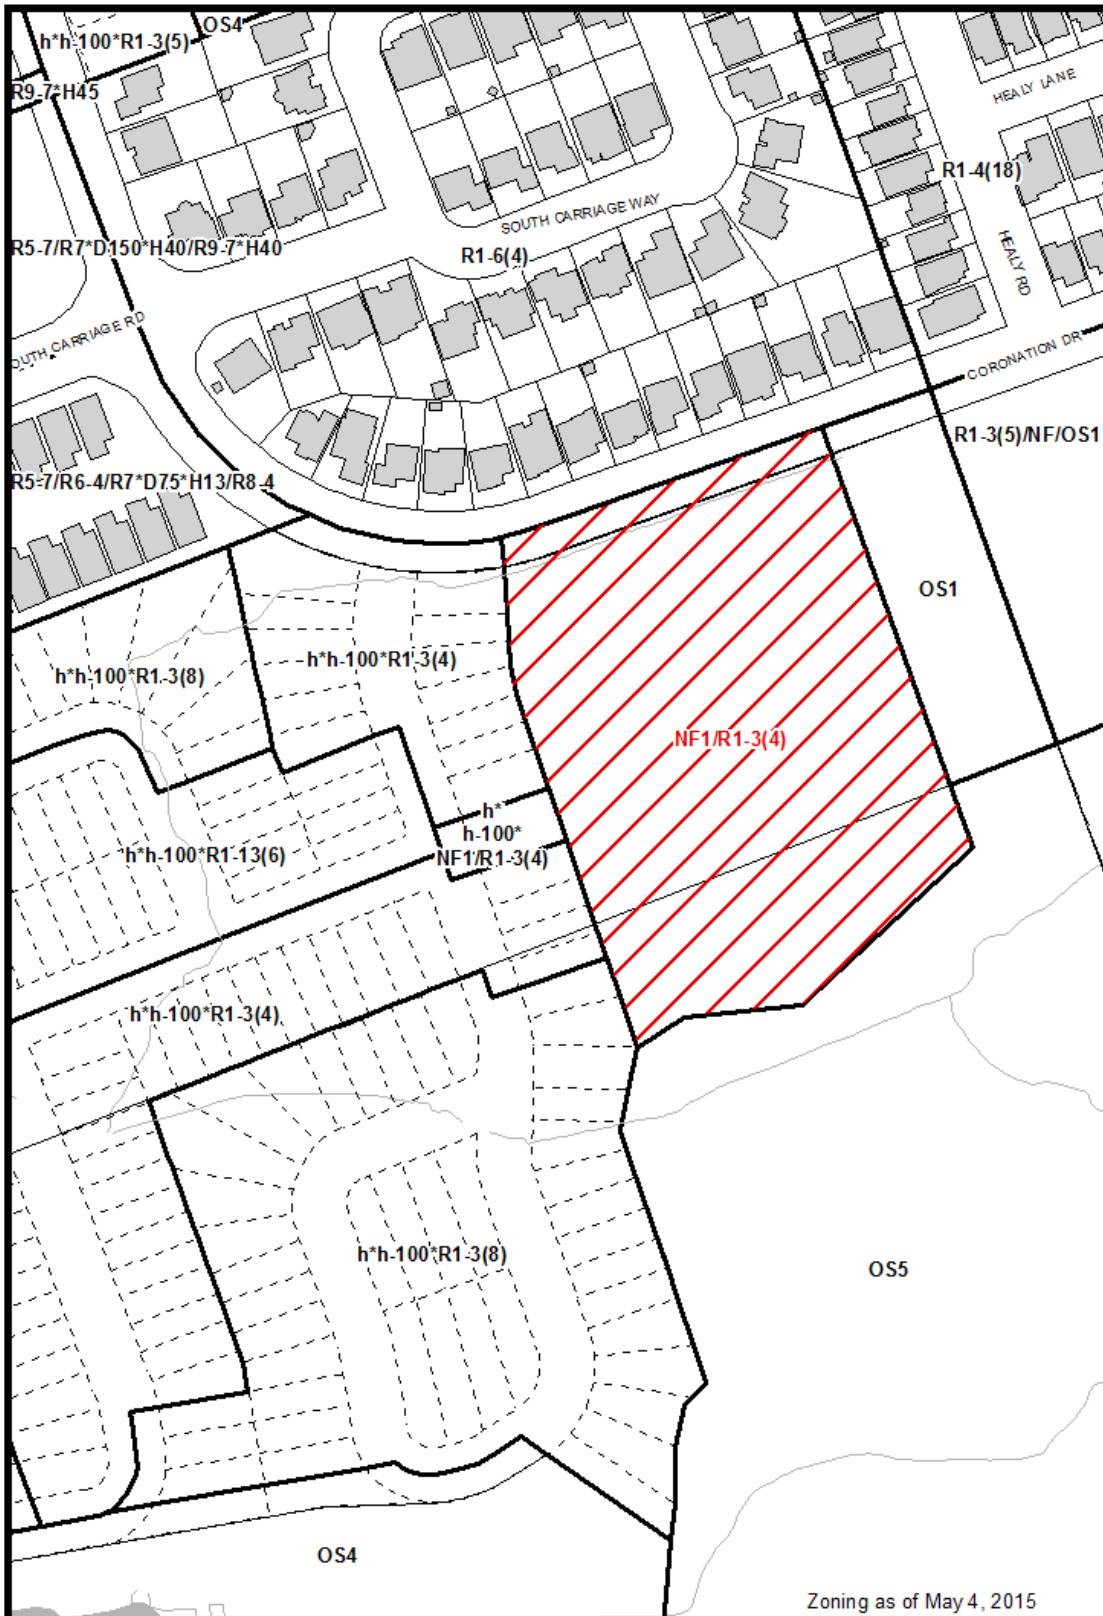 OS4
h*h-100*R1-3(5)
R9-7*H45
HEALY LANE
R1-4(18)
SOUTH CARRIAGE WAY
R5-7/R7*D150*H40/R9-7*H40
R1-6(4)
HEALY RD
OUTH CARRIAGE RD
CORONATION DR
R1-3(5)/NF/OS1
R5-7/R6-4/R7*D75*H13/R8-4
OS1
h*h-100*R1-3(8)
h*h-100*R1-3(4)
NF1/R1-3(4)
h*
h-100*
NF1/R1-3(4)
h*h-100*R1-13(6)
h*h-100*R1-3(4)
h*h-100*R1-3(8)
OS5
OS4
Zoning as of May 4, 2015